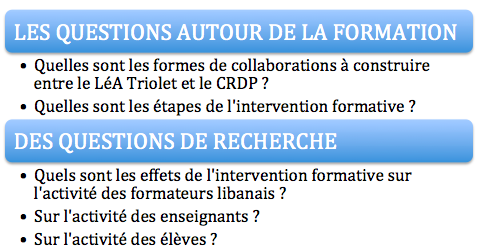 LES QUESTIONS AUTOUR DE LA FORMATION
• Quelles sont les formes de collaborations à construire
entre le LéA Triolet et le CRDP ?
• Quelles sont les étapes de l'intervention formative ?
DES QUESTIONS DE RECHERCHE
• Quels sont les effets de l'intervention formative sur
l'activité des formateurs libanais ?
• Sur l'activité des enseignants ?
• Sur l'activité des élèves ?